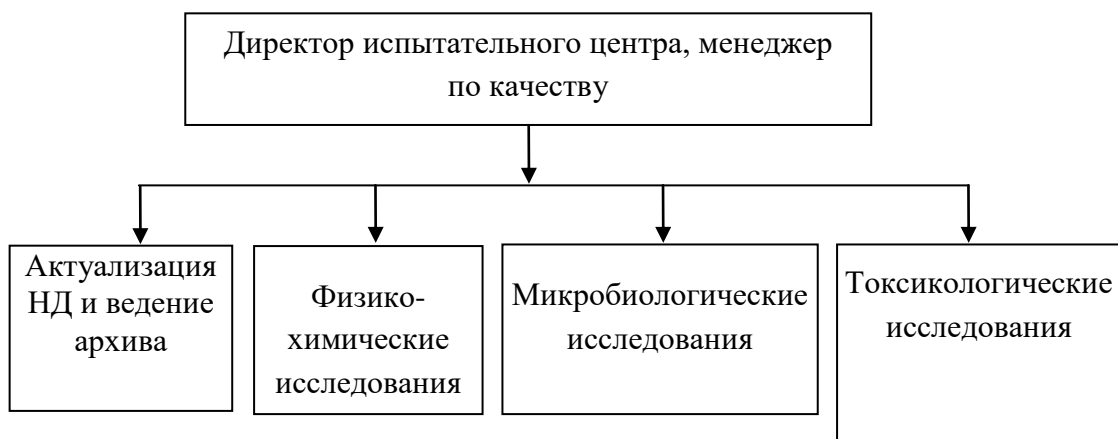 Директор испытательного центра, менеджер
по качеству
Актуализация
НД и ведение
архива
Физико-
химические
исследования
Микробиологические
исследования
Токсикологические
исследования